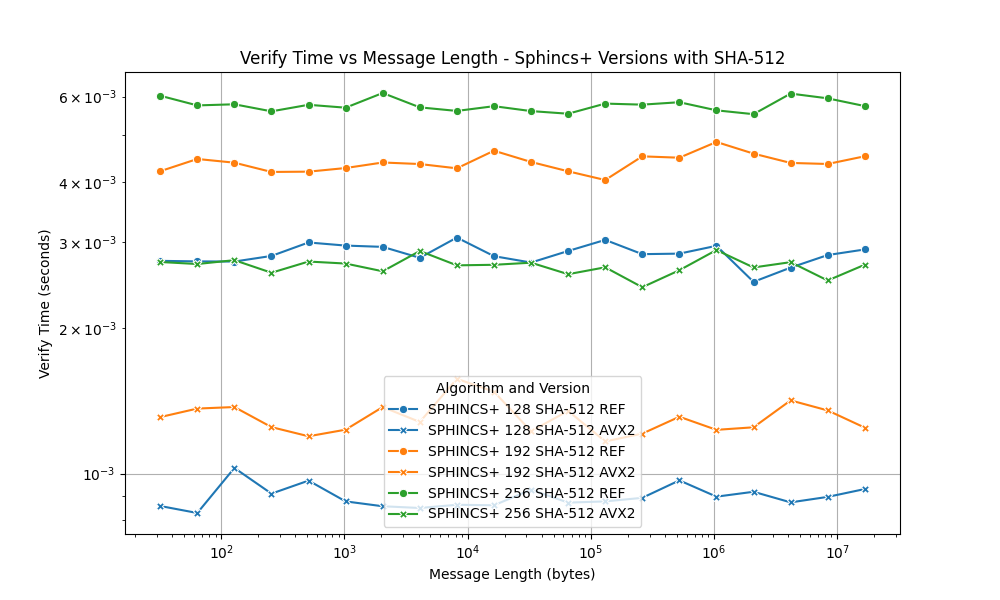 Verify Time vs Message Length - Sphincs+ Versions with SHA-512
Verify Time (seconds)
6 × 10⁻³
4 × 10⁻³
3 × 10⁻³
2 × 10⁻³
10⁻³
Algorithm and Version
SPHINCS+ 128 SHA-512 REF
SPHINCS+ 128 SHA-512 AVX2
SPHINCS+ 192 SHA-512 REF
SPHINCS+ 192 SHA-512 AVX2
SPHINCS+ 256 SHA-512 REF
SPHINCS+ 256 SHA-512 AVX2
10² 10³ 10⁴ 10⁵ 10⁶ 10⁷
Message Length (bytes)